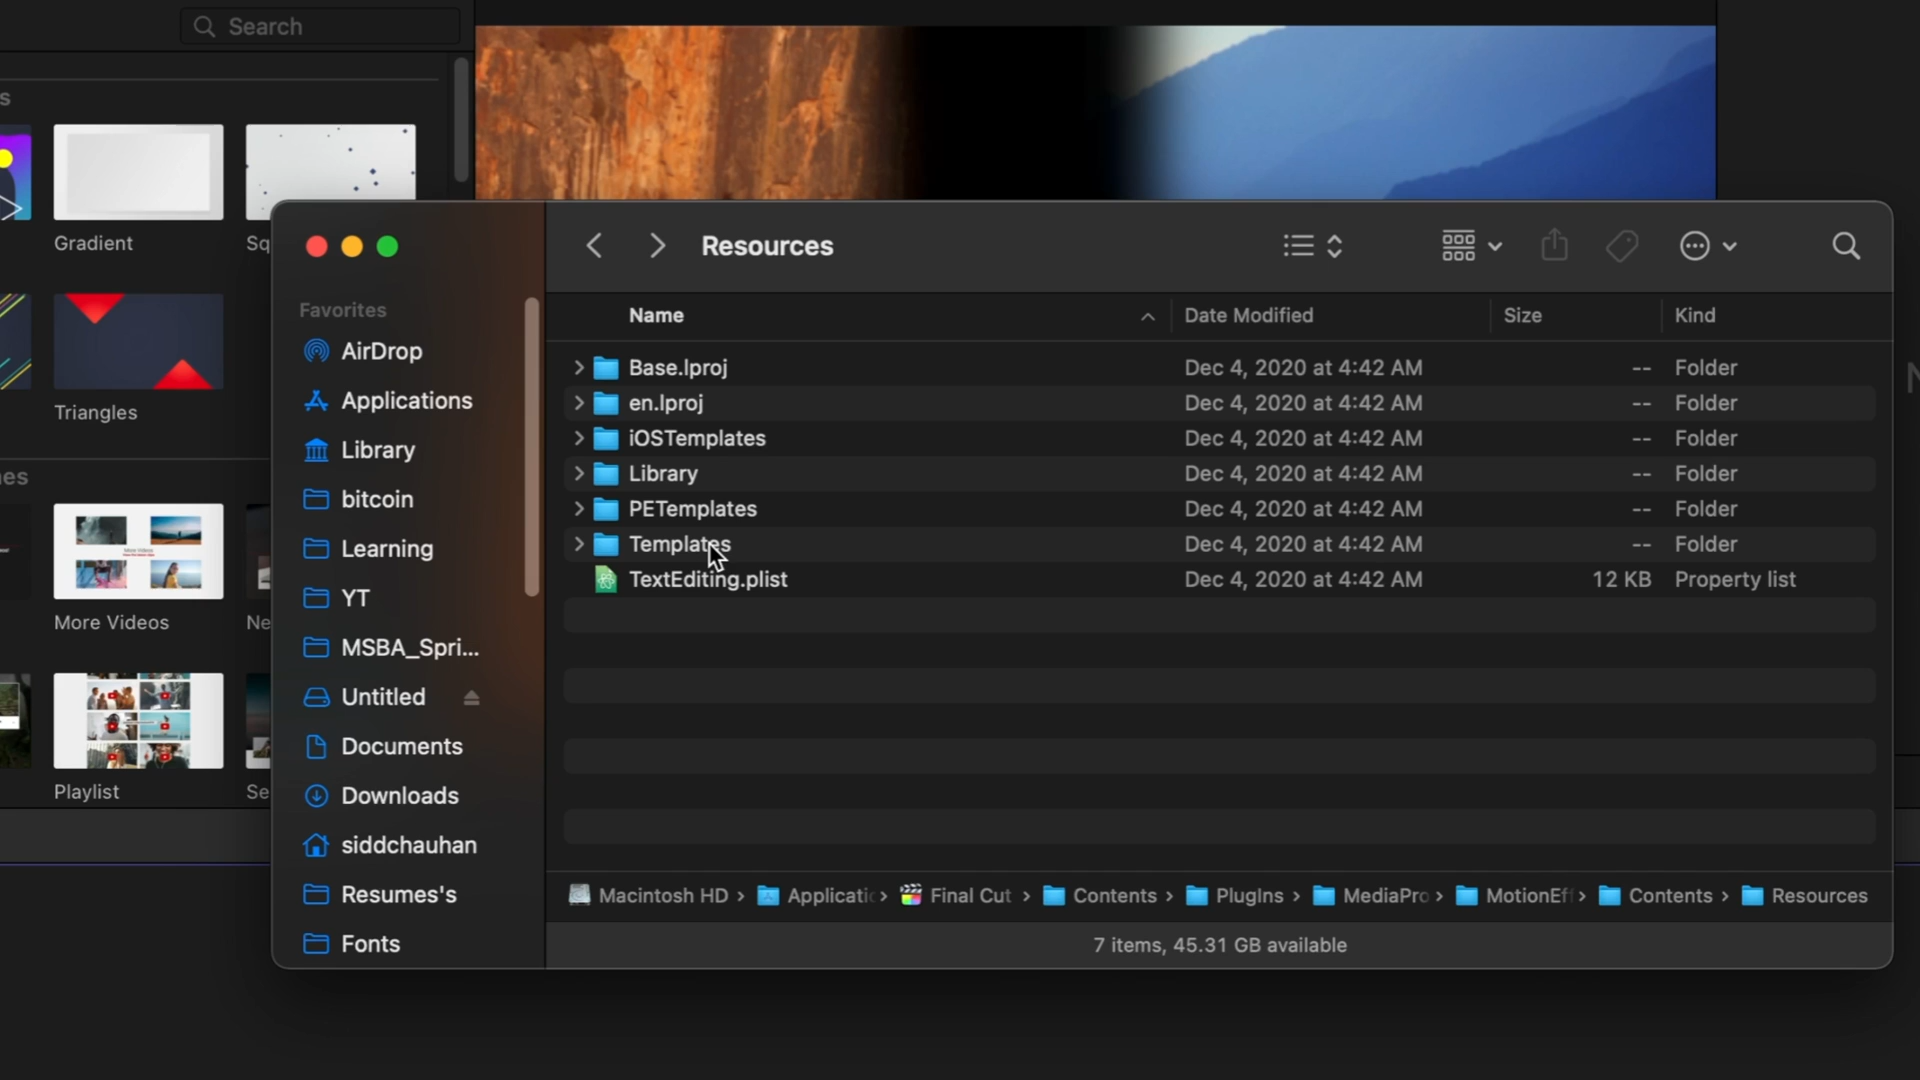 Search
s
Gradient
Sq
Triangles
es
More Videos
Ne
Playlist
Se
Resources
Favorites
AirDrop
Applications
Library
bitcoin
Learning
YT
MSBA_Spri...
Untitled
Documents
Downloads
siddchauhan
Resumes's
Fonts
Name Date Modified Size Kind
Base.lproj Dec 4, 2020 at 4:42 AM -- Folder
en.lproj Dec 4, 2020 at 4:42 AM -- Folder
iOSTemplates Dec 4, 2020 at 4:42 AM -- Folder
Library Dec 4, 2020 at 4:42 AM -- Folder
PETemplates Dec 4, 2020 at 4:42 AM -- Folder
Templates Dec 4, 2020 at 4:42 AM -- Folder
TextEditing.plist Dec 4, 2020 at 4:42 AM 12 KB Property list
Macintosh HD › Applicatic › Final Cut › Contents › PlugIns › MediaPro › MotionEf › Contents › Resources
7 items, 45.31 GB available
N